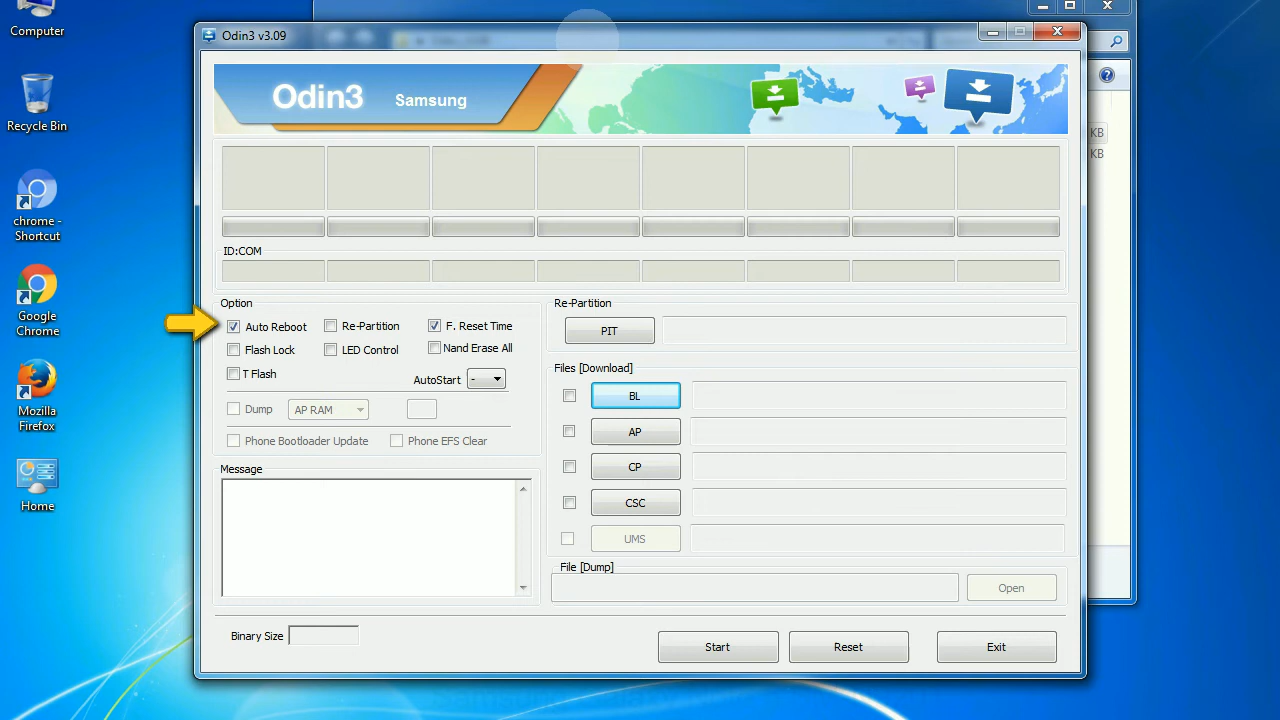 Computer
Recycle Bin
chrome -
Shortcut
Google
Chrome
Mozilla
Firefox
Home
Odin3 v3.09
Odin3 Samsung
KB
KB
ID:COM
Option
Auto Reboot Re-Partition F. Reset Time
Flash Lock LED Control Nand Erase All
T Flash
AutoStart -
Dump AP RAM
Phone Bootloader Update Phone EFS Clear
Message
Re-Partition
PIT
Files [Download]
BL
AP
CP
CSC
UMS
File [Dump]
Open
Binary Size
Start Reset Exit